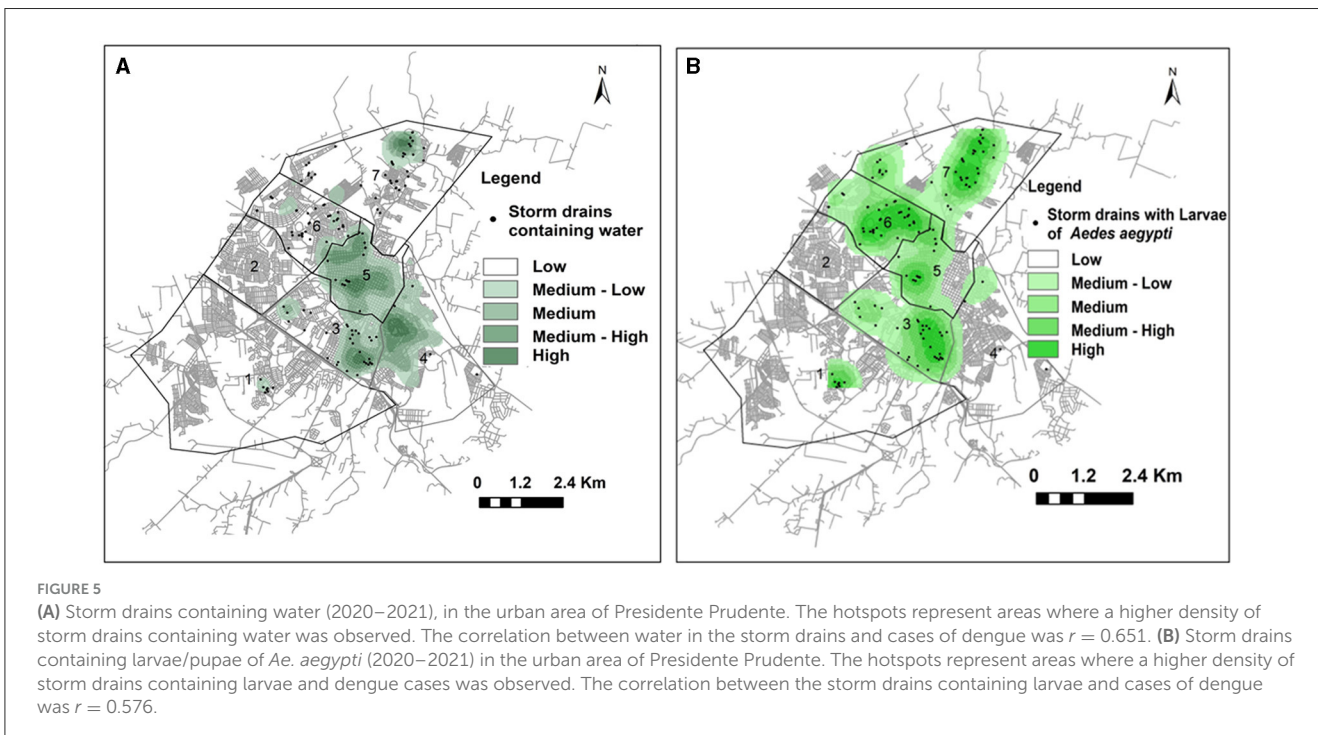 A
N
7
6
2
5
3
4
1
Legend
Storm drains
containing water
Low
Medium - Low
Medium
Medium - High
High
0 1.2 2.4 Km
B
N
7
6
2
5
3
4
1
Legend
Storm drains with Larvae
of Aedes aegypti
Low
Medium - Low
Medium
Medium - High
High
0 1.2 2.4 Km
FIGURE 5
(A) Storm drains containing water (2020–2021), in the urban area of Presidente Prudente. The hotspots represent areas where a higher density of
storm drains containing water was observed. The correlation between water in the storm drains and cases of dengue was r = 0.651. (B) Storm drains
containing larvae/pupae of Ae. aegypti (2020–2021) in the urban area of Presidente Prudente. The hotspots represent areas where a higher density of
storm drains containing larvae and dengue cases was observed. The correlation between the storm drains containing larvae and cases of dengue
was r = 0.576.